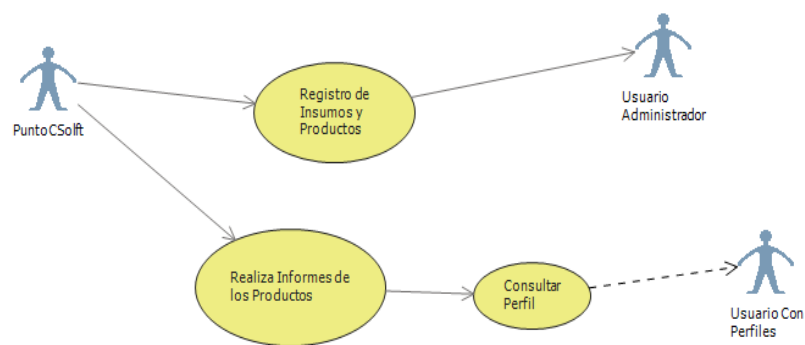 PuntoCSolft
Registro de
Insumos y
Productos
Usuario
Administrador
Realiza Informes de
los Productos
Consultar
Perfil
Usuario Con
Perfiles